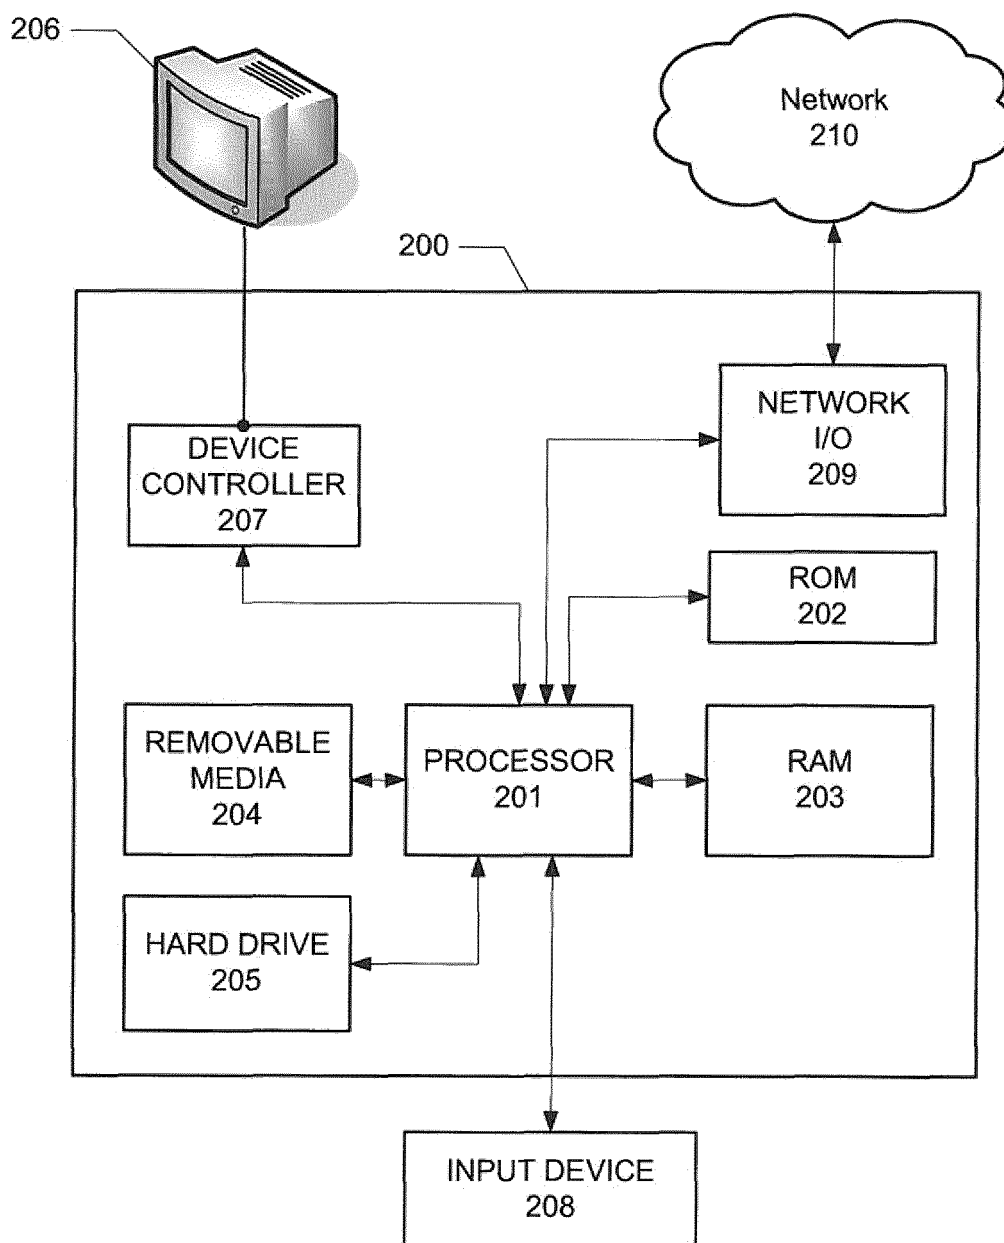 206
Network
210
200
NETWORK
I/O
209
DEVICE
CONTROLLER
207
ROM
202
REMOVABLE
MEDIA
204
PROCESSOR
201
RAM
203
HARD DRIVE
205
INPUT DEVICE
208